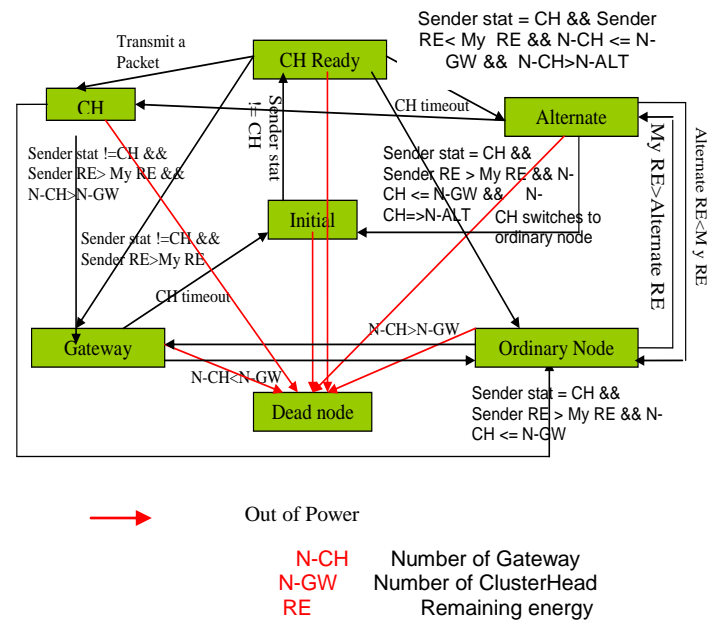 Sender stat = CH && Sender
RE< My RE && N-CH <= N-
GW && N-CH>N-ALT
Transmit a
Packet
CH Ready
CH
CH timeout
Alternate
Sender stat
!= CH
Sender stat !=CH &&
Sender RE> My RE &&
N-CH>N-GW
Sender stat = CH &&
Sender RE > My RE && N-
CH <= N-GW && N-
CH=>N-ALT
My RE>Alternate RE
Alternate RE<M y RE
Initial
CH switches to
ordinary node
Sender stat !=CH &&
Sender RE>My RE
CH timeout
N-CH>N-GW
Gateway
Ordinary Node
N-CH<N-GW
Dead node
Sender stat = CH &&
Sender RE > My RE && N-
CH <= N-GW
Out of Power
N-CH Number of Gateway
N-GW Number of ClusterHead
RE Remaining energy